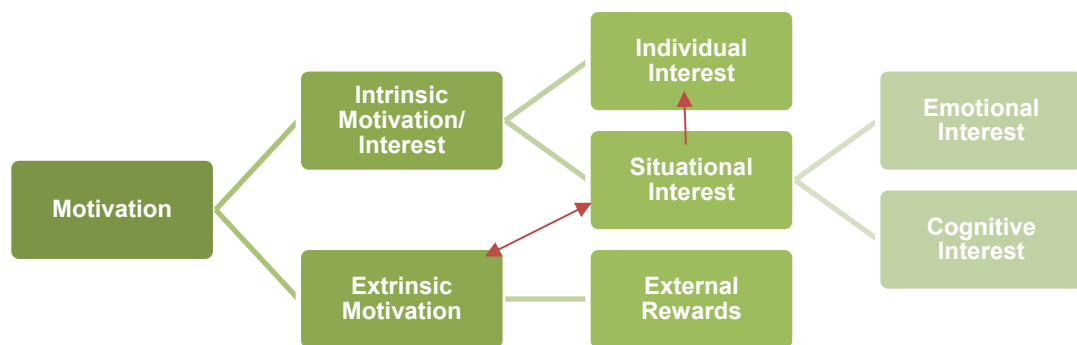 Motivation
Intrinsic
Motivation/
Interest
Extrinsic
Motivation
Individual
Interest
Situational
Interest
External
Rewards
Emotional
Interest
Cognitive
Interest